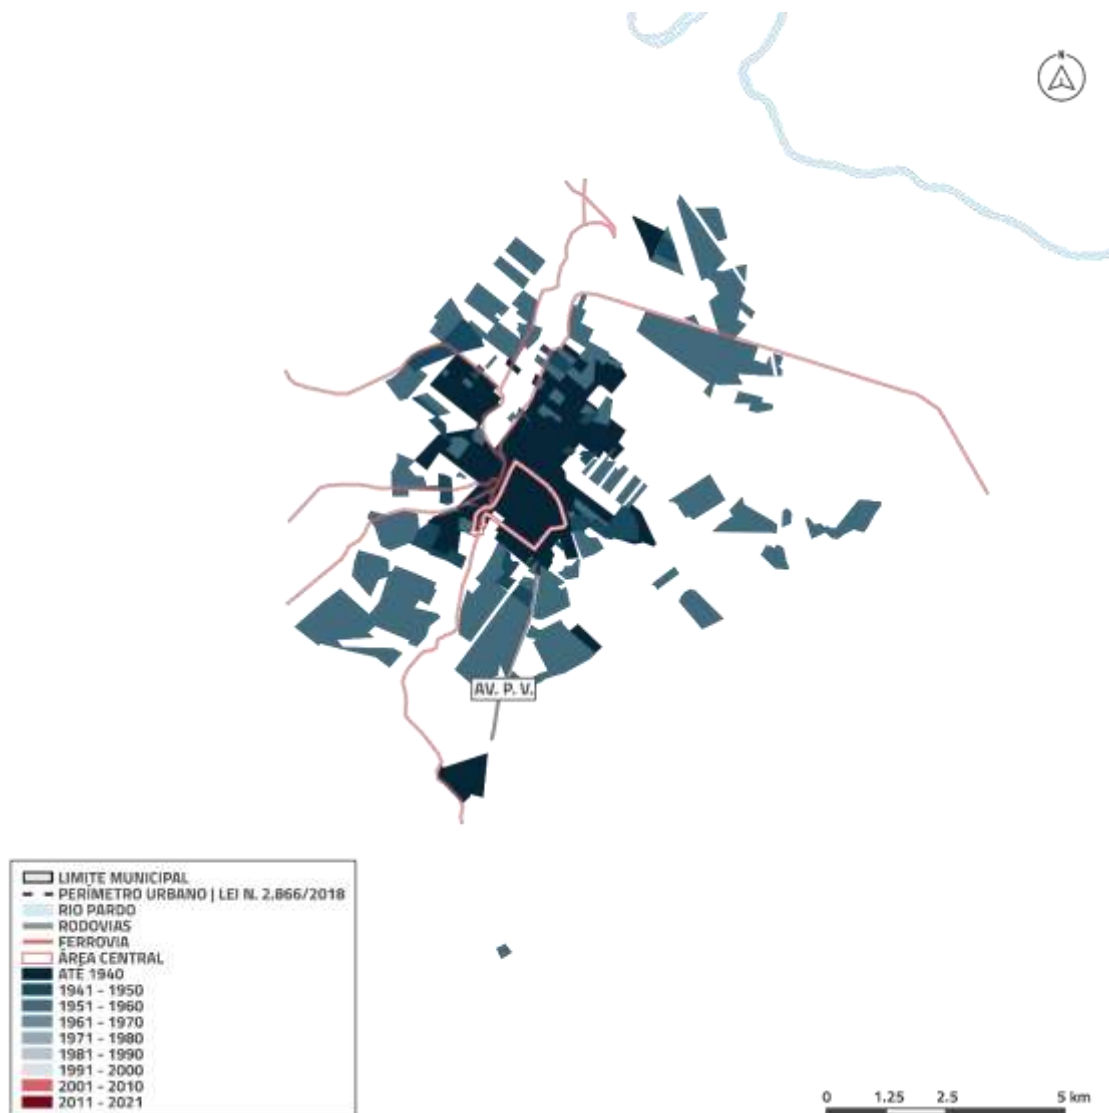 N
AV. P. V.
LIMITE MUNICIPAL
PERÍMETRO URBANO | LEI N. 2.866/2018
RIO PARDO
RODOVIAS
FERROVIA
ÁREA CENTRAL
ATÉ 1940
1941 - 1950
1951 - 1960
1961 - 1970
1971 - 1980
1981 - 1990
1991 - 2000
2001 - 2010
2011 - 2021
0 1.25 2.5 5 km